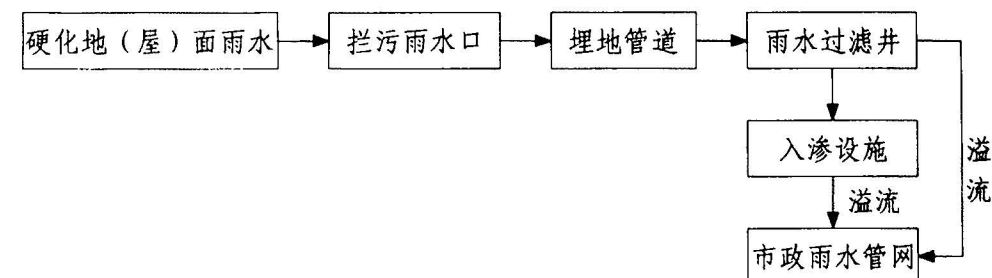 硬化地（屋）面雨水
拦污雨水口
埋地管道
雨水过滤井
入渗设施
溢流
溢流
市政雨水管网